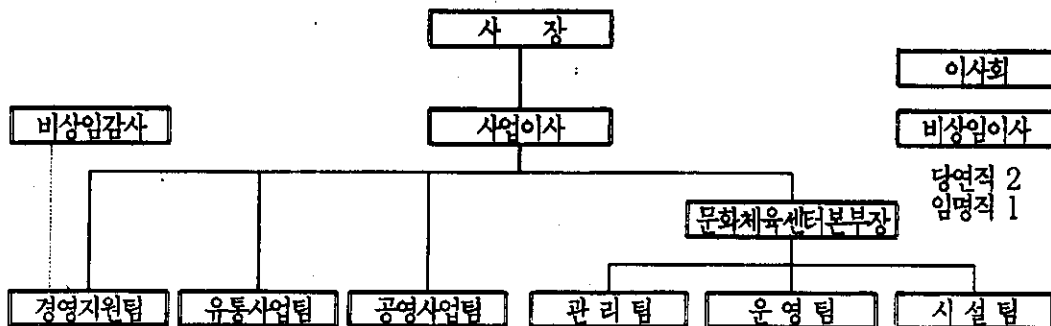 사 장
이사회
비상임감사
사업이사
비상임이사
당연직 2
임명직 1
문화체육센터본부장
경영지원팀
유통사업팀
공영사업팀
관 리 팀
운 영 팀
시 설 팀